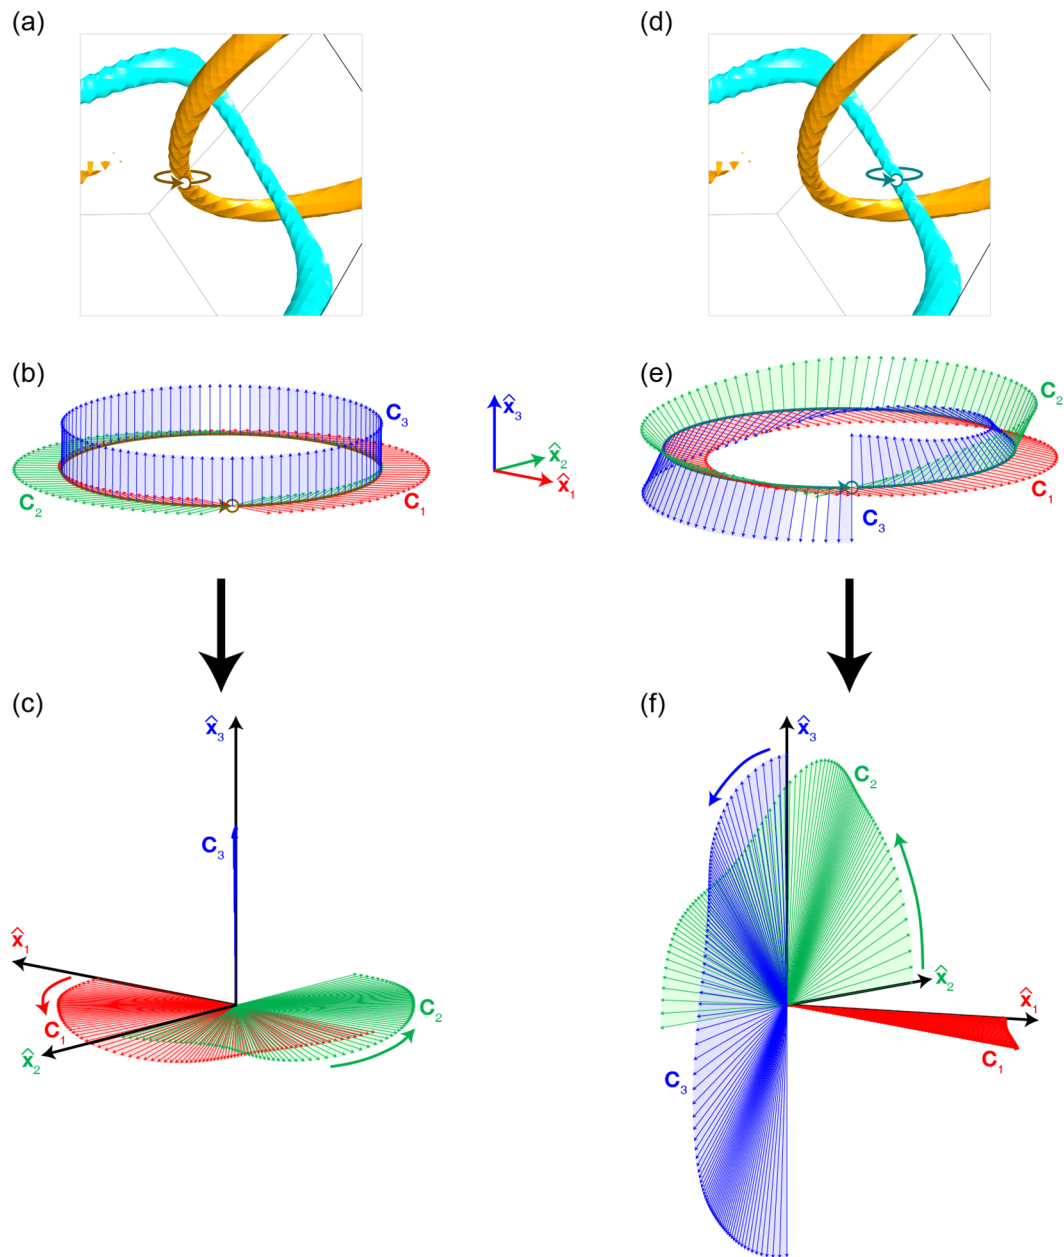 (a)
(d)
(b)
C₃
C₂
C₁
x̂₃
x̂₂
x̂₁
(e)
C₂
C₁
C₃
(c)
x̂₃
C₃
x̂₁
C₁
x̂₂
C₂
(f)
x̂₃
C₂
x̂₂
x̂₁
C₁
C₃